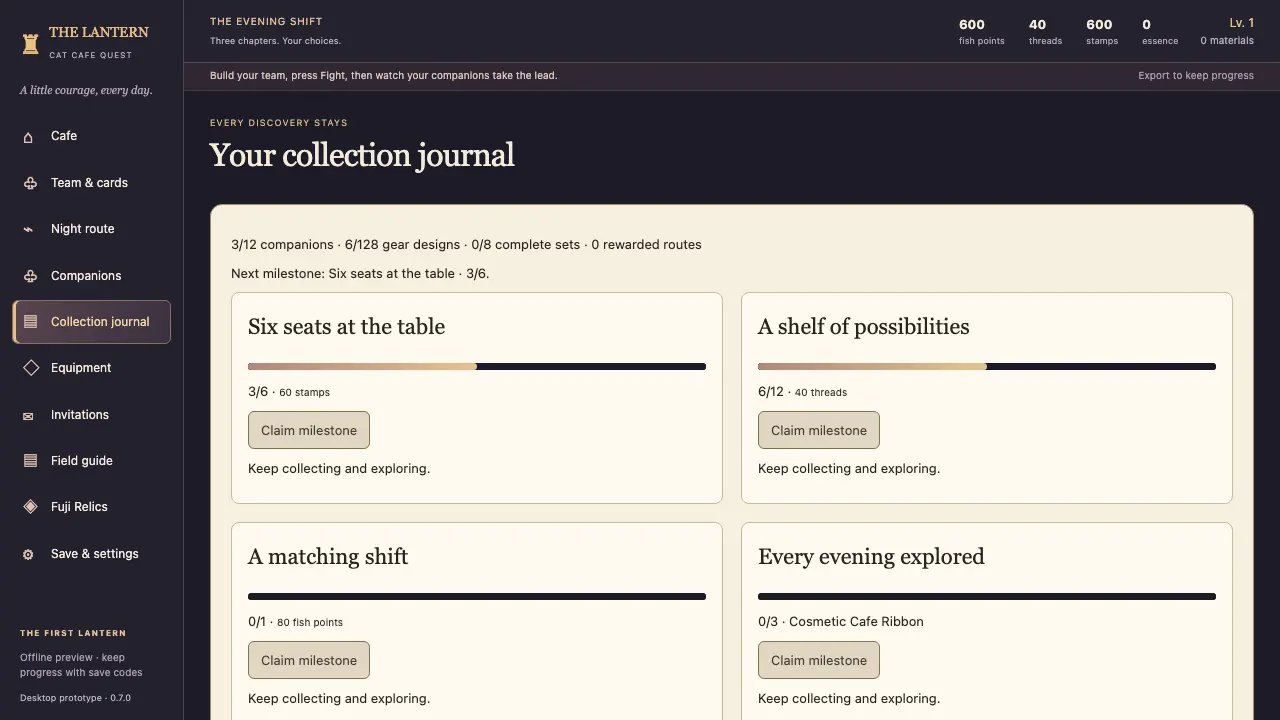 THE LANTERN
CAT CAFE QUEST
A little courage, every day.
Cafe
Team & cards
Night route
Companions
Collection journal
Equipment
Invitations
Field guide
Fuji Relics
Save & settings
THE FIRST LANTERN
Offline preview · keep
progress with save codes
Desktop prototype · 0.7.0
THE EVENING SHIFT
Three chapters. Your choices.
600
fish points
40
threads
600
stamps
0
essence
Lv. 1
0 materials
Build your team, press Fight, then watch your companions take the lead.
Export to keep progress
EVERY DISCOVERY STAYS
Your collection journal
3/12 companions · 6/128 gear designs · 0/8 complete sets · 0 rewarded routes
Next milestone: Six seats at the table · 3/6.
Six seats at the table
3/6 · 60 stamps
Claim milestone
Keep collecting and exploring.
A shelf of possibilities
6/12 · 40 threads
Claim milestone
Keep collecting and exploring.
A matching shift
0/1 · 80 fish points
Claim milestone
Keep collecting and exploring.
Every evening explored
0/3 · Cosmetic Cafe Ribbon
Claim milestone
Keep collecting and exploring.